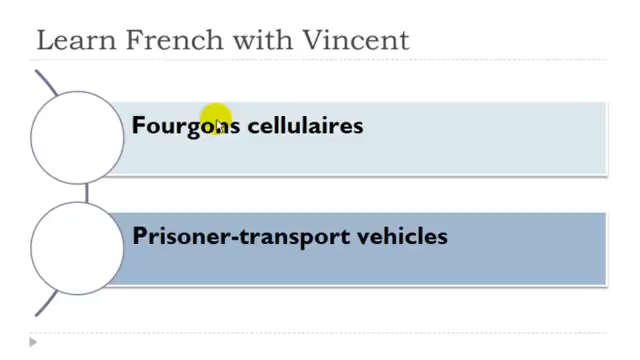 Learn French with Vincent
Fourgons cellulaires
Prisoner-transport vehicles